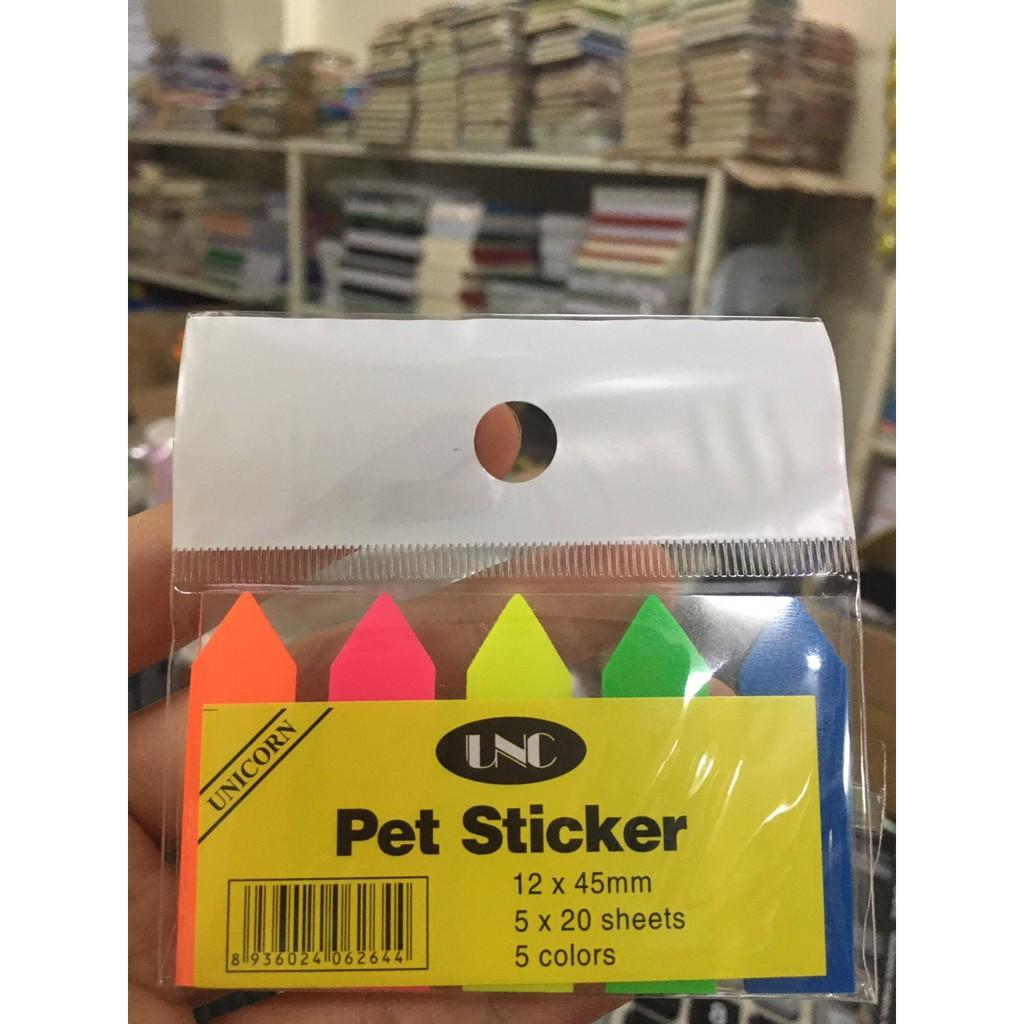 UNICORN
UNC
Pet Sticker
12 x 45mm
5 x 20 sheets
5 colors
8 936024 062644